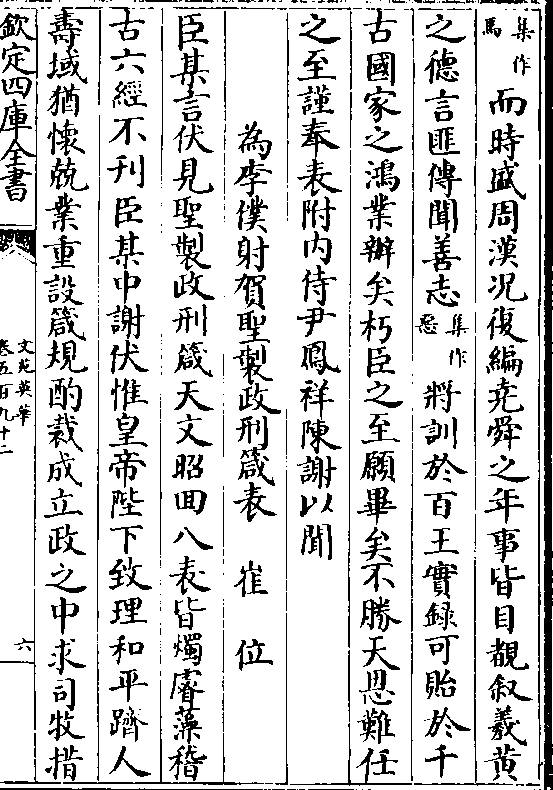 集作馬而時盛周漢况復編堯舜之年事皆目覩叙羲黄
之德言匪傳聞善志集作惡將訓於百王實録可貽於千
古國家之鴻業辦矣朽臣之至願畢矣不勝天恩難任
之至謹奉表附内侍尹鳳祥陳謝以聞
為李僕射賀聖製政刑箴表 崔位
臣某言伏見聖製政刑箴天文昭回八表皆燭睿藻稽
古六經不刋臣某中謝伏惟皇帝陛下致理和平躋人
壽域猶懷兢業重設箴規酌裁成立政之中求司牧措
欽定四庫全書
文苑英華
卷五百九十二
六